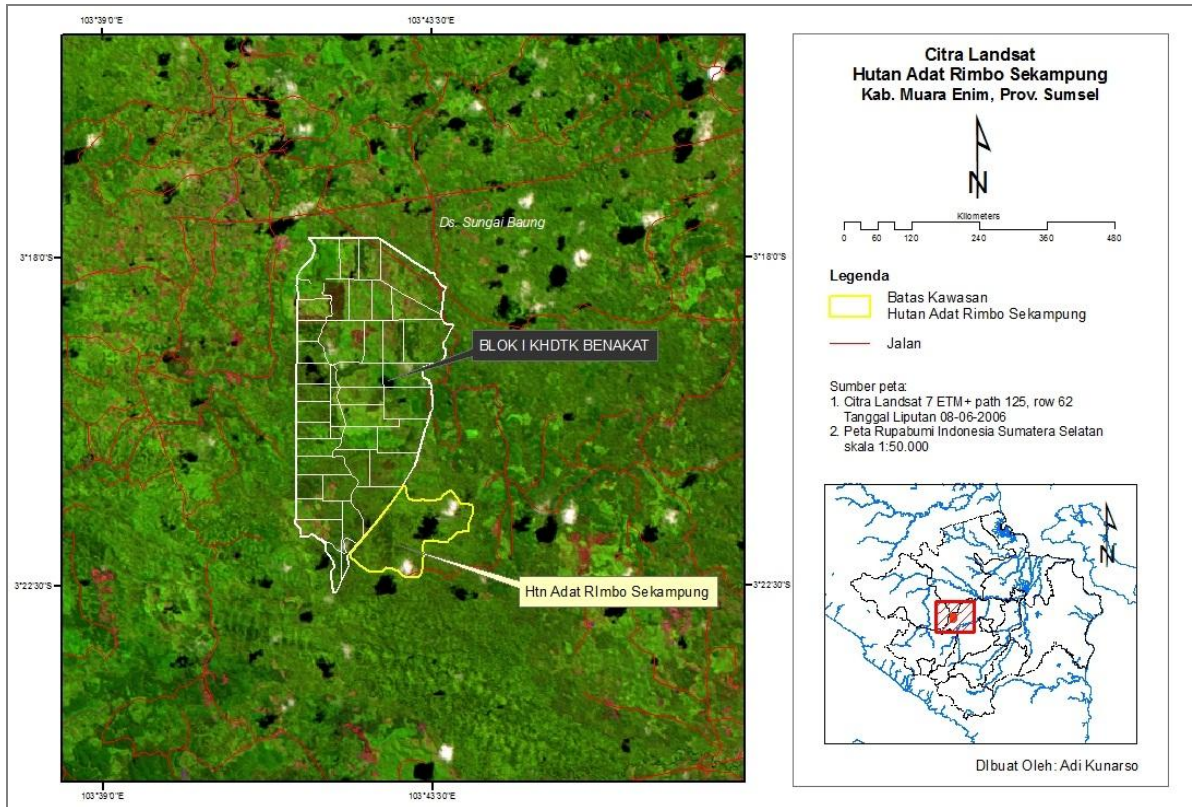 103°39'0"E
103°43'30"E
3°18'0"S
3°18'0"S
Ds. Sungai Baung
BLOK I KHDTK BENAKAT
3°22'30"S
3°22'30"S
Htn Adat RImbo Sekampung
103°39'0"E
103°43'30"E
Citra Landsat
Hutan Adat Rimbo Sekampung
Kab. Muara Enim, Prov. Sumsel
N
Kilometers
0 60 120 240 360 480
Legenda
Batas Kawasan
Hutan Adat Rimbo Sekampung
Jalan
Sumber peta:
1. Citra Landsat 7 ETM+ path 125, row 62
Tanggal Liputan 08-06-2006
2. Peta Rupabumi Indonesia Sumatera Selatan
skala 1:50.000
N
DIbuat Oleh: Adi Kunarso